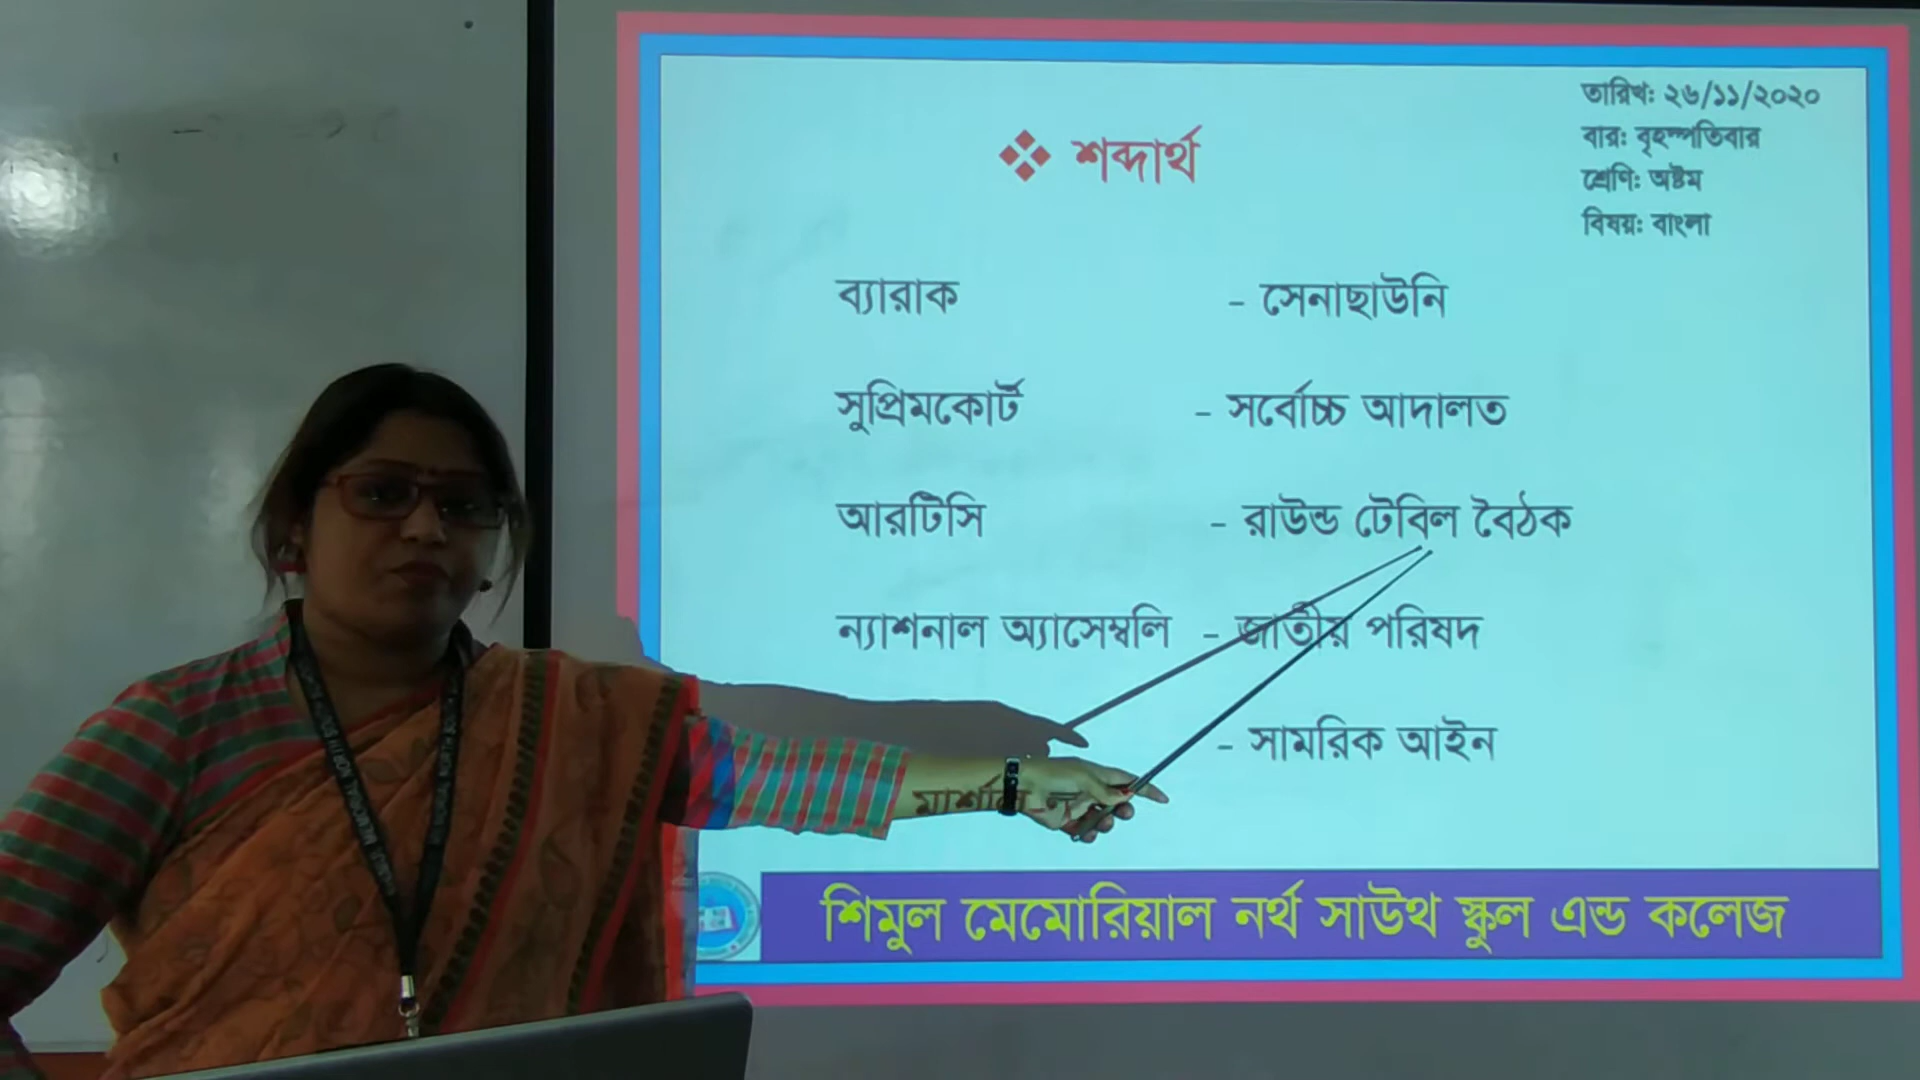 তারিখ: ২৬/১১/২০২০
বার: বৃহস্পতিবার
শ্রেণি: অষ্টম
বিষয়: বাংলা
❖ শব্দার্থ
ব্যারাক - সেনাছাউনি
সুপ্রিমকোর্ট - সর্বোচ্চ আদালত
আরটিসি - রাউন্ড টেবিল বৈঠক
ন্যাশনাল অ্যাসেম্বলি - জাতীয় পরিষদ
মার্শাল - সামরিক আইন
শিমুল মেমোরিয়াল নর্থ সাউথ স্কুল এন্ড কলেজ